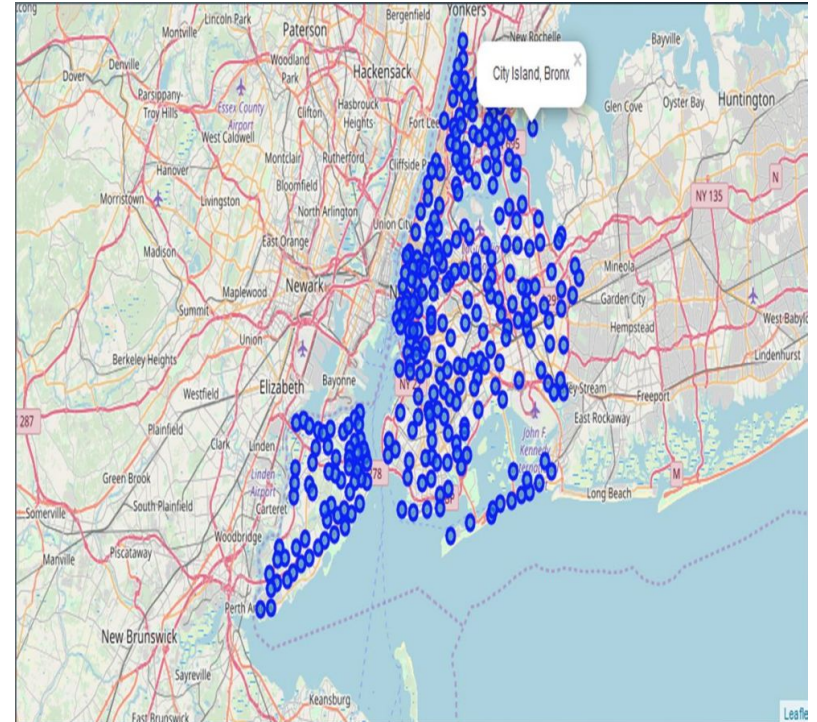 Yonkers
Bergenfield
Lincoln Park
Montville
Paterson
New Rochelle
Bayville
Woodland
Park
Hackensack
City Island, Bronx
×
Denville
Dover
Parsippany-
Troy Hills
Essex County
Airport
Clifton
Hasbrouck
Heights
Fort Lee
Glen Cove
Oyster Bay
Huntington
West Caldwell
Hanover
Montclair
Rutherford
Cliffside
Bloomfield
N
NY 135
Morristown
Livingston
North Arlington
Union City
East Orange
Madison
Mineola
Maplewood
Newark
Garden City
Summit
Hempstead
West Babyl
Union
Lindenhurst
Berkeley Heights
Elizabeth
Bayonne
NY 2
ey Stream
Freeport
Westfield
287
East Rockaway
Plainfield
Clark
Linden
John F.
Kennedy
78
M
Green Brook
Linden
Airport
Carteret
Long Beach
Somerville
South Plainfield
Woodbridge
Manville
Piscataway
Perth A
New Brunswick
Sayreville
Keansburg
East Brunswick
Leafle